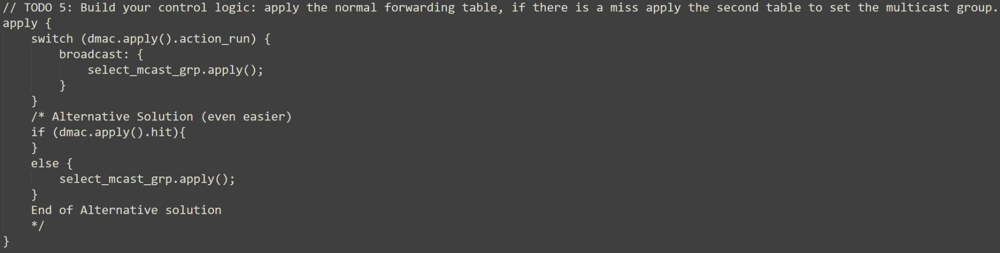 // TODO 5: Build your control logic: apply the normal forwarding table, if there is a miss apply the second table to set the multicast group.
apply {
    switch (dmac.apply().action_run) {
        broadcast: {
            select_mcast_grp.apply();
        }
    }
    /* Alternative Solution (even easier)
    if (dmac.apply().hit){
    }
    else {
        select_mcast_grp.apply();
    }
    End of Alternative solution
    */
}